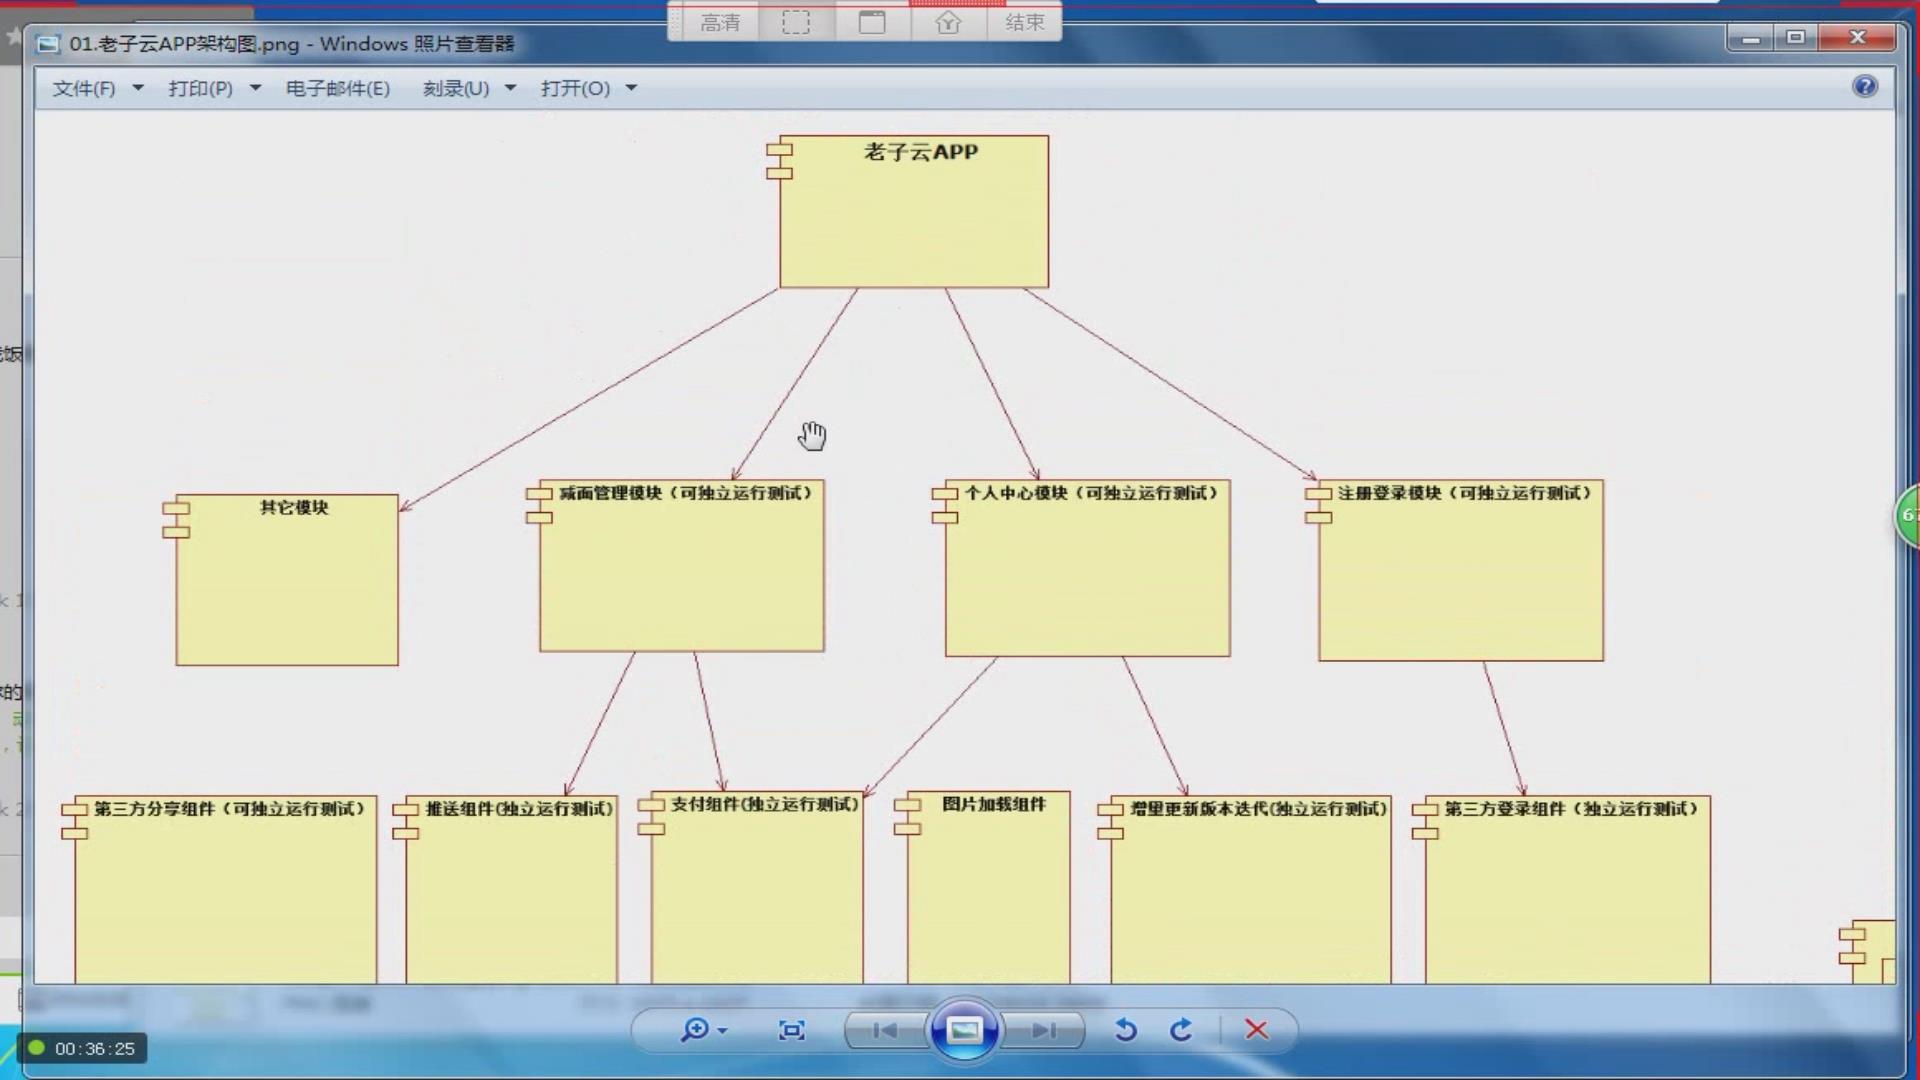 高清
结束
01.老子云APP架构图.png - Windows 照片查看器
文件(F)
打印(P)
电子邮件(E)
刻录(U)
打开(O)
老子云APP
其它模块
减面管理模块（可独立运行测试）
个人中心模块（可独立运行测试）
注册登录模块（可独立运行测试）
第三方分享组件（可独立运行测试）
推送组件(独立运行测试)
支付组件(独立运行测试)
图片加载组件
增里更新版本迭代(独立运行测试)
第三方登录组件（独立运行测试）
00:36:25